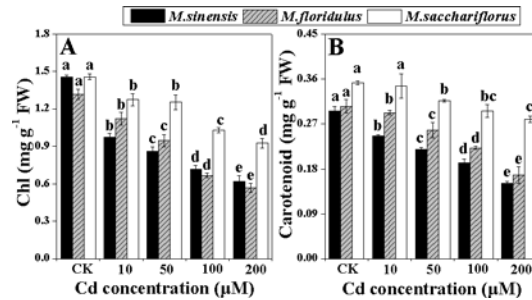 M.sinensis M.floridulus M.sacchariflorus
A
Chl (mg g-1 FW)
1.8
1.5
1.2
0.9
0.6
0.3
0.0
a a a
b b b
c c b
d d c
e e d
CK 10 50 100 200
Cd concentration (µM)
B
Carotenoid (mg g-1 FW)
0.45
0.36
0.27
0.18
0.09
0.00
a a a
b b a
c c b
d d bc
e e c
CK 10 50 100 200
Cd concentration (µM)